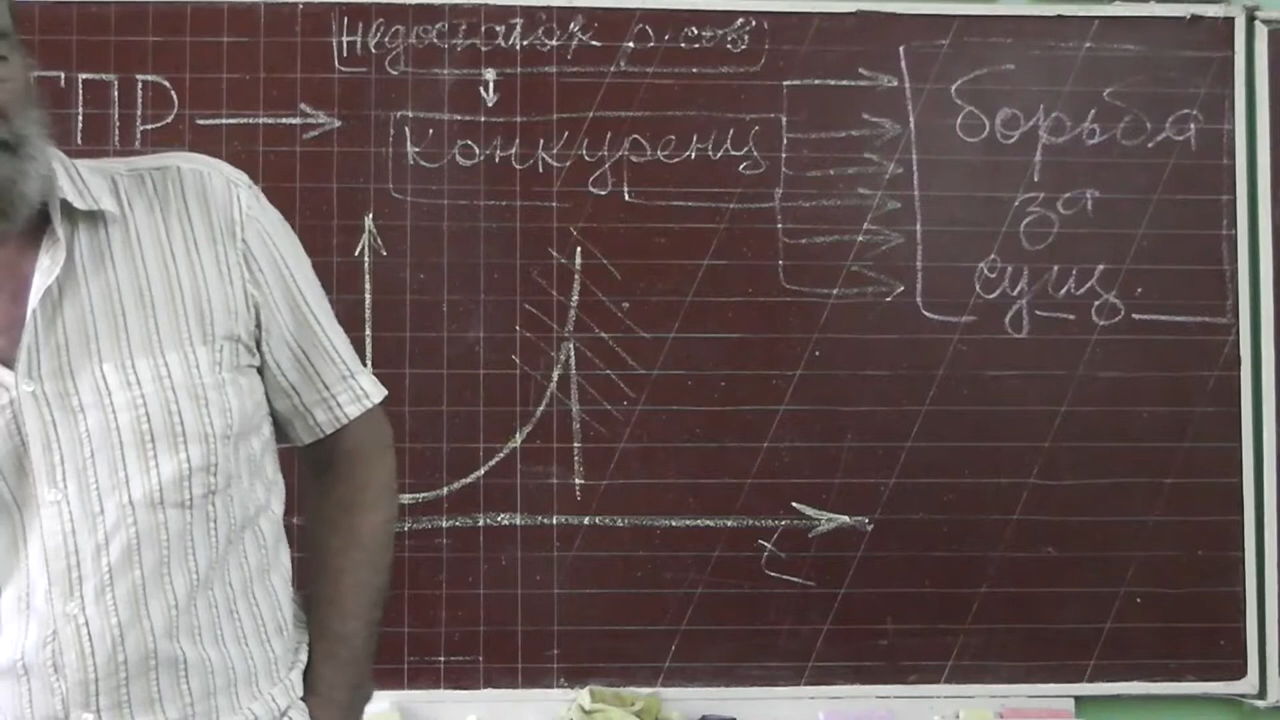 недостаток р.сов
ГПР
конкуренц
борьба
за
сущ.
t